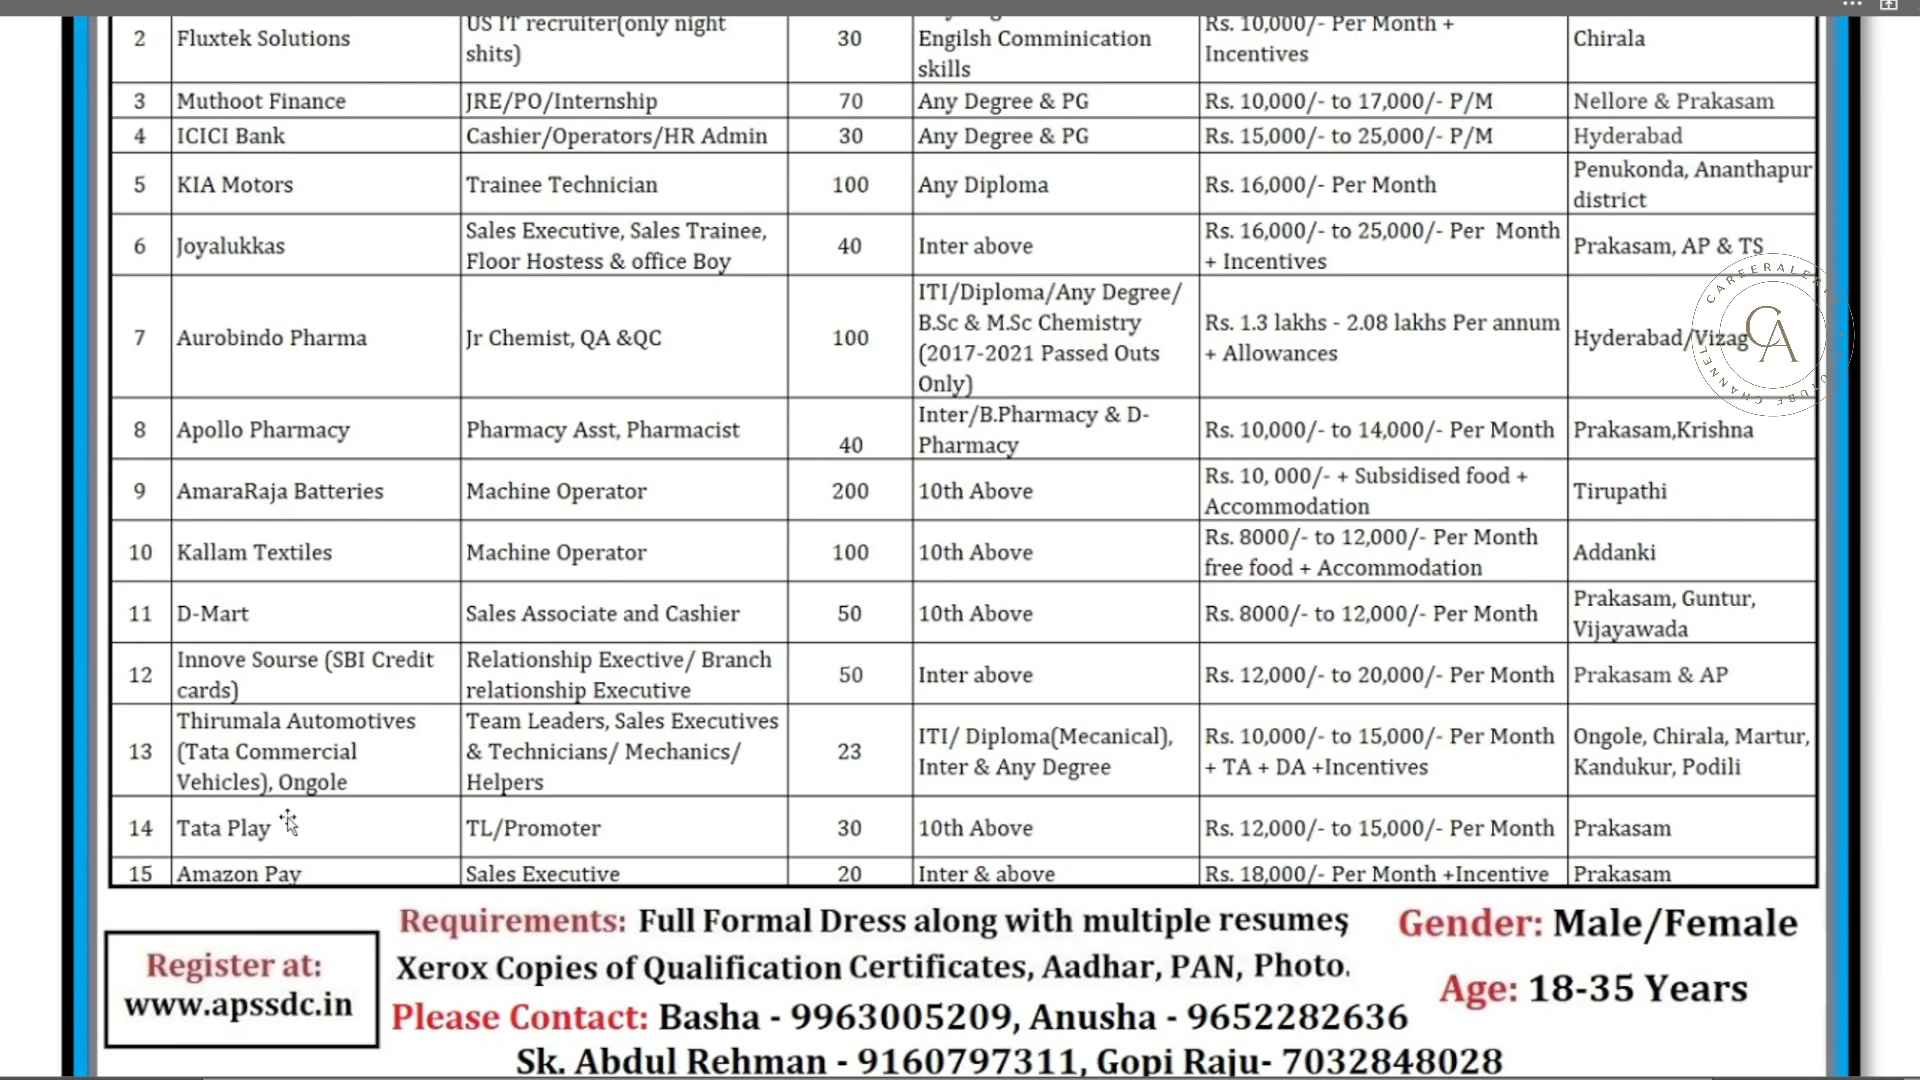 2 Fluxtek Solutions US IT recruiter(only night shits) 30 Engilsh Comminication skills Rs. 10,000/- Per Month + Incentives Chirala
3 Muthoot Finance JRE/PO/Internship 70 Any Degree & PG Rs. 10,000/- to 17,000/- P/M Nellore & Prakasam
4 ICICI Bank Cashier/Operators/HR Admin 30 Any Degree & PG Rs. 15,000/- to 25,000/- P/M Hyderabad
5 KIA Motors Trainee Technician 100 Any Diploma Rs. 16,000/- Per Month Penukonda, Ananthapur district
6 Joyalukkas Sales Executive, Sales Trainee, Floor Hostess & office Boy 40 Inter above Rs. 16,000/- to 25,000/- Per Month + Incentives Prakasam, AP & TS
7 Aurobindo Pharma Jr Chemist, QA &QC 100 ITI/Diploma/Any Degree/ B.Sc & M.Sc Chemistry (2017-2021 Passed Outs Only) Rs. 1.3 lakhs - 2.08 lakhs Per annum + Allowances Hyderabad/Vizag
CA
8 Apollo Pharmacy Pharmacy Asst, Pharmacist 40 Inter/B.Pharmacy & D-Pharmacy Rs. 10,000/- to 14,000/- Per Month Prakasam,Krishna
9 AmaraRaja Batteries Machine Operator 200 10th Above Rs. 10, 000/- + Subsidised food + Accommodation Tirupathi
10 Kallam Textiles Machine Operator 100 10th Above Rs. 8000/- to 12,000/- Per Month free food + Accommodation Addanki
11 D-Mart Sales Associate and Cashier 50 10th Above Rs. 8000/- to 12,000/- Per Month Prakasam, Guntur, Vijayawada
12 Innove Sourse (SBI Credit cards) Relationship Exective/ Branch relationship Executive 50 Inter above Rs. 12,000/- to 20,000/- Per Month Prakasam & AP
13 Thirumala Automotives (Tata Commercial Vehicles), Ongole Team Leaders, Sales Executives & Technicians/ Mechanics/ Helpers 23 ITI/ Diploma(Mecanical), Inter & Any Degree Rs. 10,000/- to 15,000/- Per Month + TA + DA +Incentives Ongole, Chirala, Martur, Kandukur, Podili
14 Tata Play TL/Promoter 30 10th Above Rs. 12,000/- to 15,000/- Per Month Prakasam
15 Amazon Pay Sales Executive 20 Inter & above Rs. 18,000/- Per Month +Incentive Prakasam
Requirements: Full Formal Dress along with multiple resumes
Xerox Copies of Qualification Certificates, Aadhar, PAN, Photo.
Gender: Male/Female
Age: 18-35 Years
Register at:
www.apssdc.in
Please Contact: Basha - 9963005209, Anusha - 9652282636
Sk. Abdul Rehman - 9160797311, Gopi Raju- 7032848028